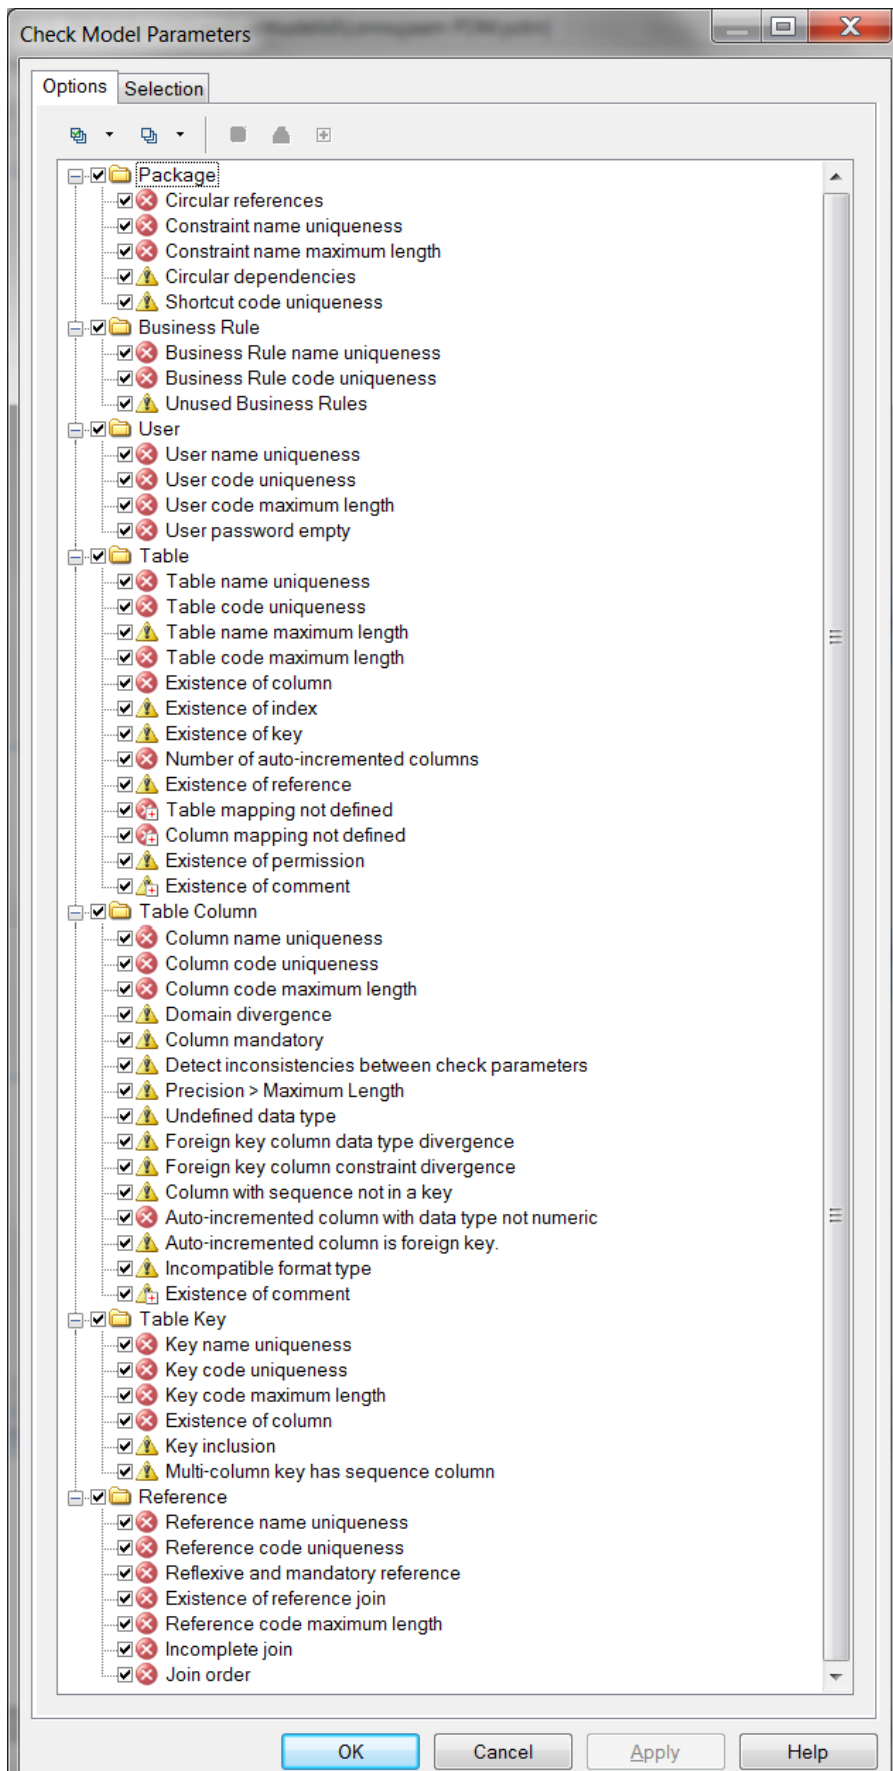 Check Model Parameters
Options Selection
Package
Circular references
Constraint name uniqueness
Constraint name maximum length
Circular dependencies
Shortcut code uniqueness
Business Rule
Business Rule name uniqueness
Business Rule code uniqueness
Unused Business Rules
User
User name uniqueness
User code uniqueness
User code maximum length
User password empty
Table
Table name uniqueness
Table code uniqueness
Table name maximum length
Table code maximum length
Existence of column
Existence of index
Existence of key
Number of auto-incremented columns
Existence of reference
Table mapping not defined
Column mapping not defined
Existence of permission
Existence of comment
Table Column
Column name uniqueness
Column code uniqueness
Column code maximum length
Domain divergence
Column mandatory
Detect inconsistencies between check parameters
Precision > Maximum Length
Undefined data type
Foreign key column data type divergence
Foreign key column constraint divergence
Column with sequence not in a key
Auto-incremented column with data type not numeric
Auto-incremented column is foreign key.
Incompatible format type
Existence of comment
Table Key
Key name uniqueness
Key code uniqueness
Key code maximum length
Existence of column
Key inclusion
Multi-column key has sequence column
Reference
Reference name uniqueness
Reference code uniqueness
Reflexive and mandatory reference
Existence of reference join
Reference code maximum length
Incomplete join
Join order
OK Cancel Apply Help